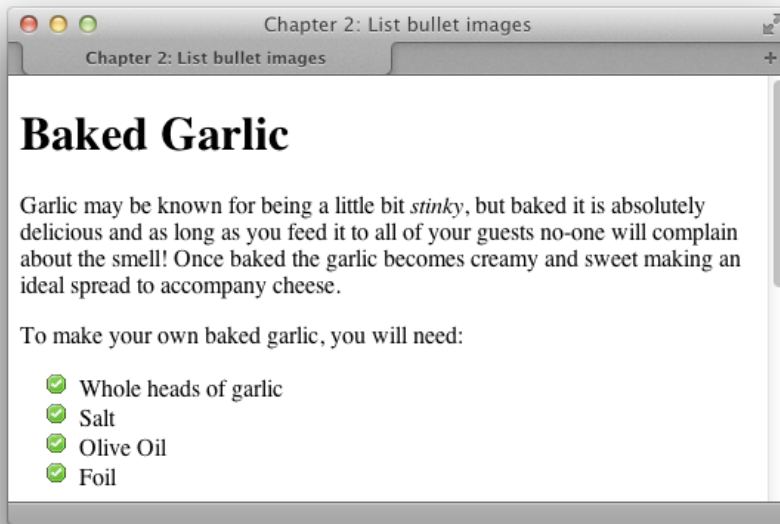 Chapter 2: List bullet images
Chapter 2: List bullet images
Baked Garlic
Garlic may be known for being a little bit stinky, but baked it is absolutely
delicious and as long as you feed it to all of your guests no-one will complain
about the smell! Once baked the garlic becomes creamy and sweet making an
ideal spread to accompany cheese.
To make your own baked garlic, you will need:
Whole heads of garlic
Salt
Olive Oil
Foil